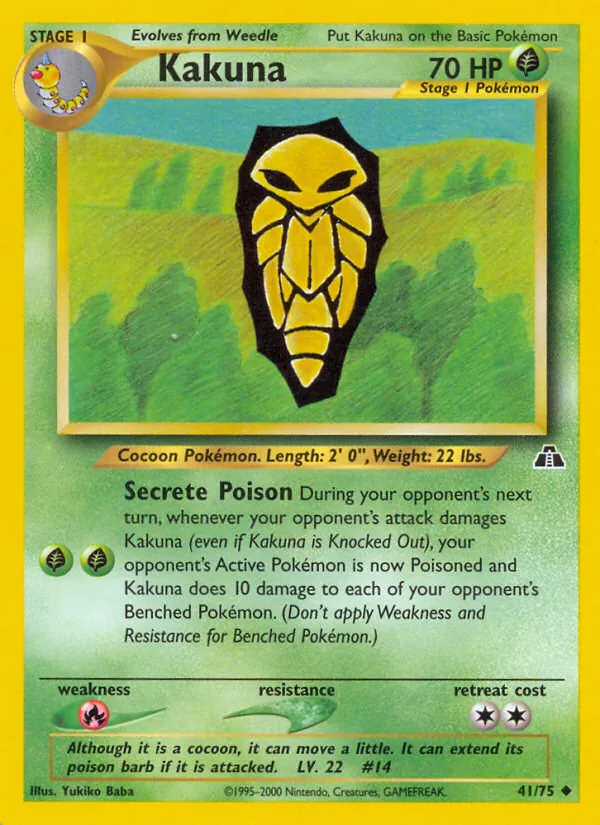 STAGE 1 Evolves from Weedle Put Kakuna on the Basic Pokémon
Kakuna 70 HP
Stage 1 Pokémon
Cocoon Pokémon. Length: 2' 0", Weight: 22 lbs.
Secrete Poison During your opponent's next
turn, whenever your opponent's attack damages
Kakuna (even if Kakuna is Knocked Out), your
opponent's Active Pokémon is now Poisoned and
Kakuna does 10 damage to each of your opponent's
Benched Pokémon. (Don't apply Weakness and
Resistance for Benched Pokémon.)
weakness resistance retreat cost
Although it is a cocoon, it can move a little. It can extend its
poison barb if it is attacked. LV. 22 #14
Illus. Yukiko Baba ©1995-2000 Nintendo, Creatures, GAMEFREAK. 41/75